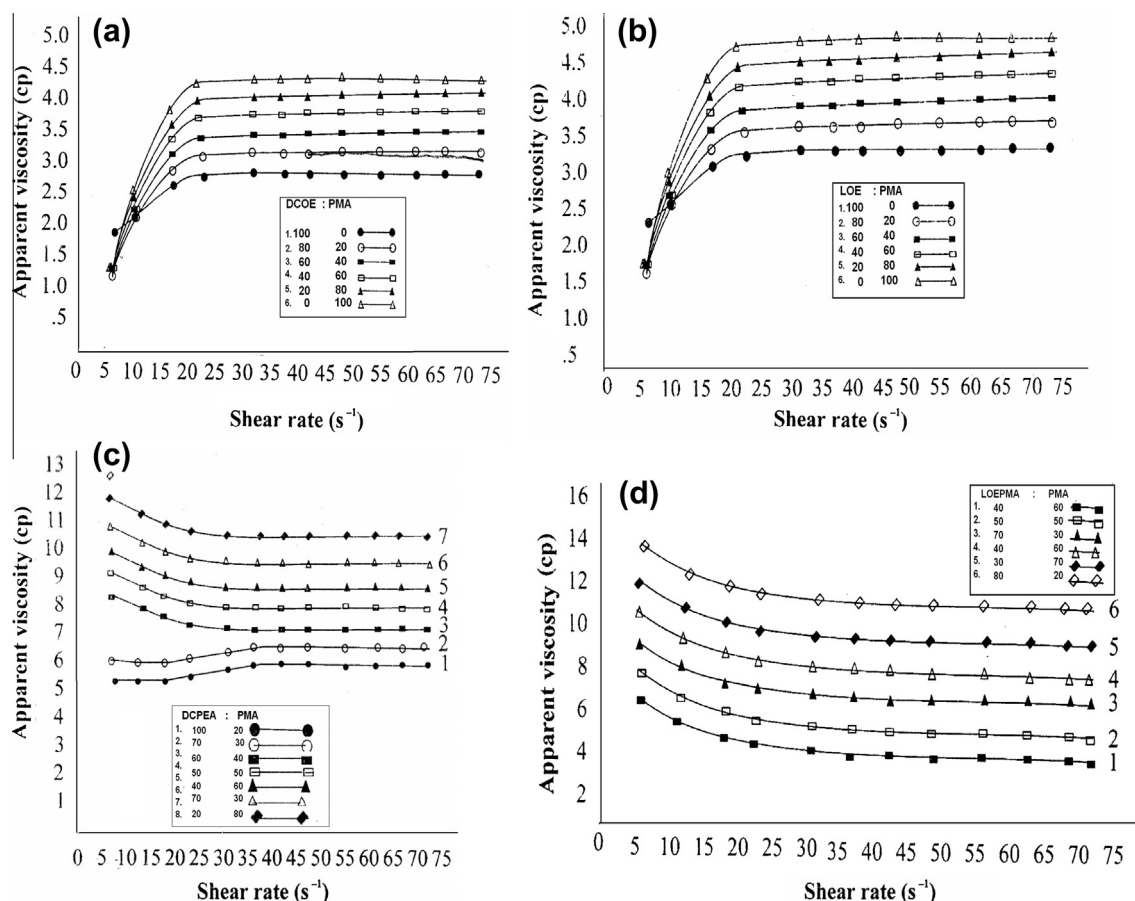 (a)
Apparent viscosity (cp)
5.0
4.5
4.0
3.5
3.0
2.5
2.0
1.5
1.0
.5
DCOE : PMA
1. 100 0
2. 80 20
3. 60 40
4. 40 60
5. 20 80
6. 0 100
0 5 10 15 20 25 30 35 40 45 50 55 60 65 70 75
Shear rate (s⁻¹)
(b)
Apparent viscosity (cp)
5.0
4.5
4.0
3.5
3.0
2.5
2.0
1.5
1.0
.5
LOE : PMA
1. 100 0
2. 80 20
3. 60 40
4. 40 60
5. 20 80
6. 0 100
0 5 10 15 20 25 30 35 40 45 50 55 60 65 70 75
Shear rate (s⁻¹)
(c)
Apparent viscosity (cp)
13
12
11
10
9
8
7
6
5
4
3
2
1
7
6
5
4
3
2
1
DCPEA : PMA
1. 100 20
2. 70 30
3. 60 40
4. 50 50
5. 40 60
6.
7. 70 30
8. 20 80
0 5 10 15 20 25 30 35 40 45 50 55 60 65 70 75
Shear rate (s⁻¹)
(d)
Apparent viscosity (cp)
16
14
12
10
8
6
4
2
LOEPMA : PMA
1. 40 60
2. 50 50
3. 70 30
4. 40 60
5. 30 70
6. 80 20
6
5
4
3
2
1
0 5 10 15 20 25 30 35 40 45 50 55 60 65 70 75
Shear rate (s⁻¹)